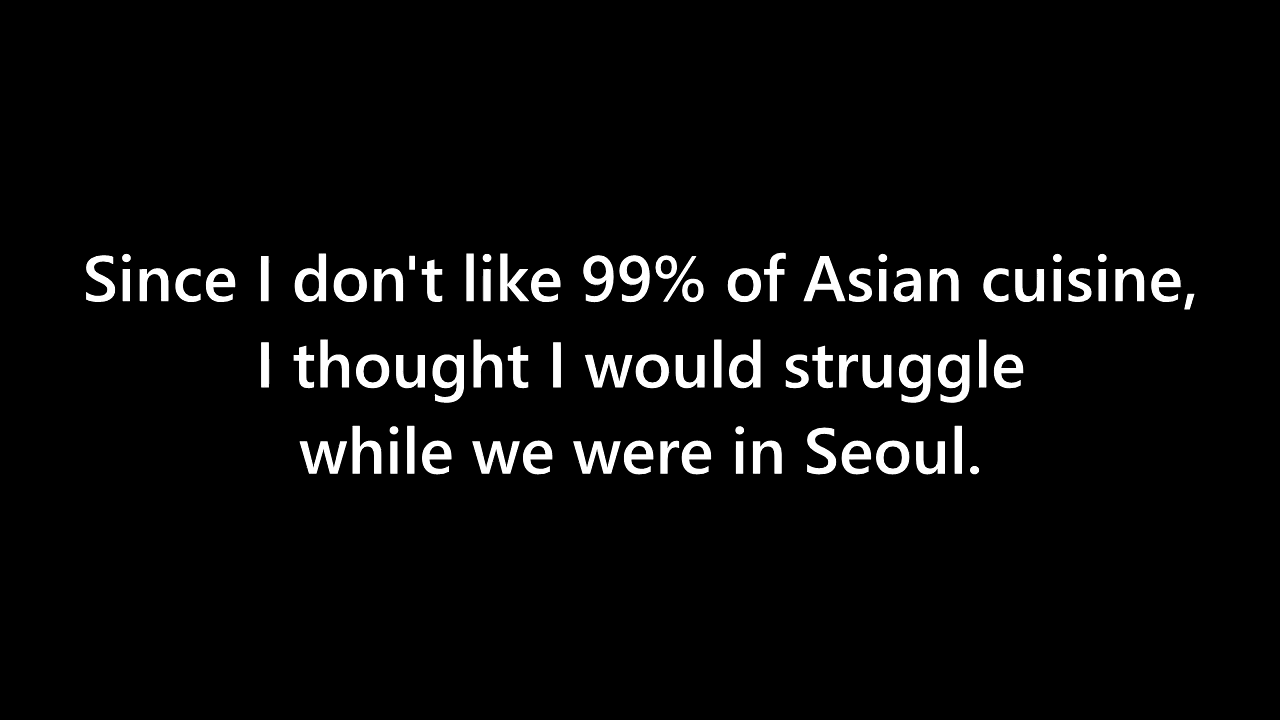 Since I don't like 99% of Asian cuisine,
I thought I would struggle
while we were in Seoul.